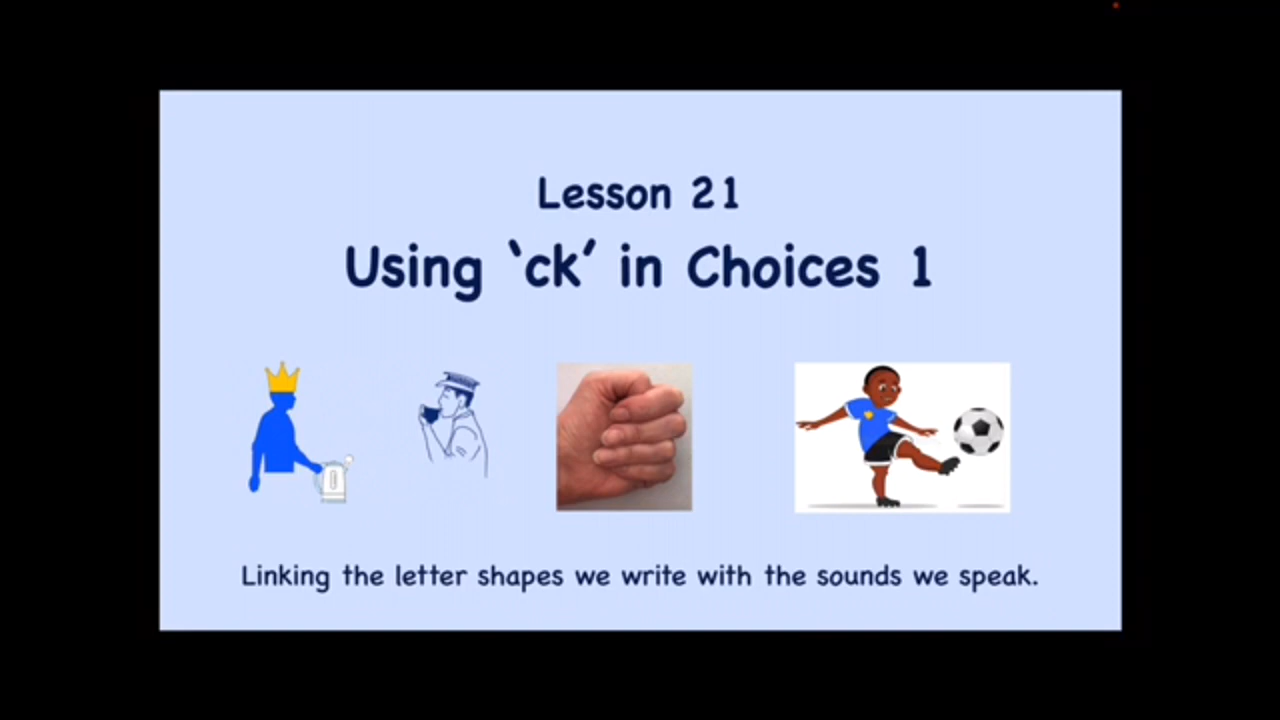 Lesson 21
Using ‘ck’ in Choices 1
Linking the letter shapes we write with the sounds we speak.